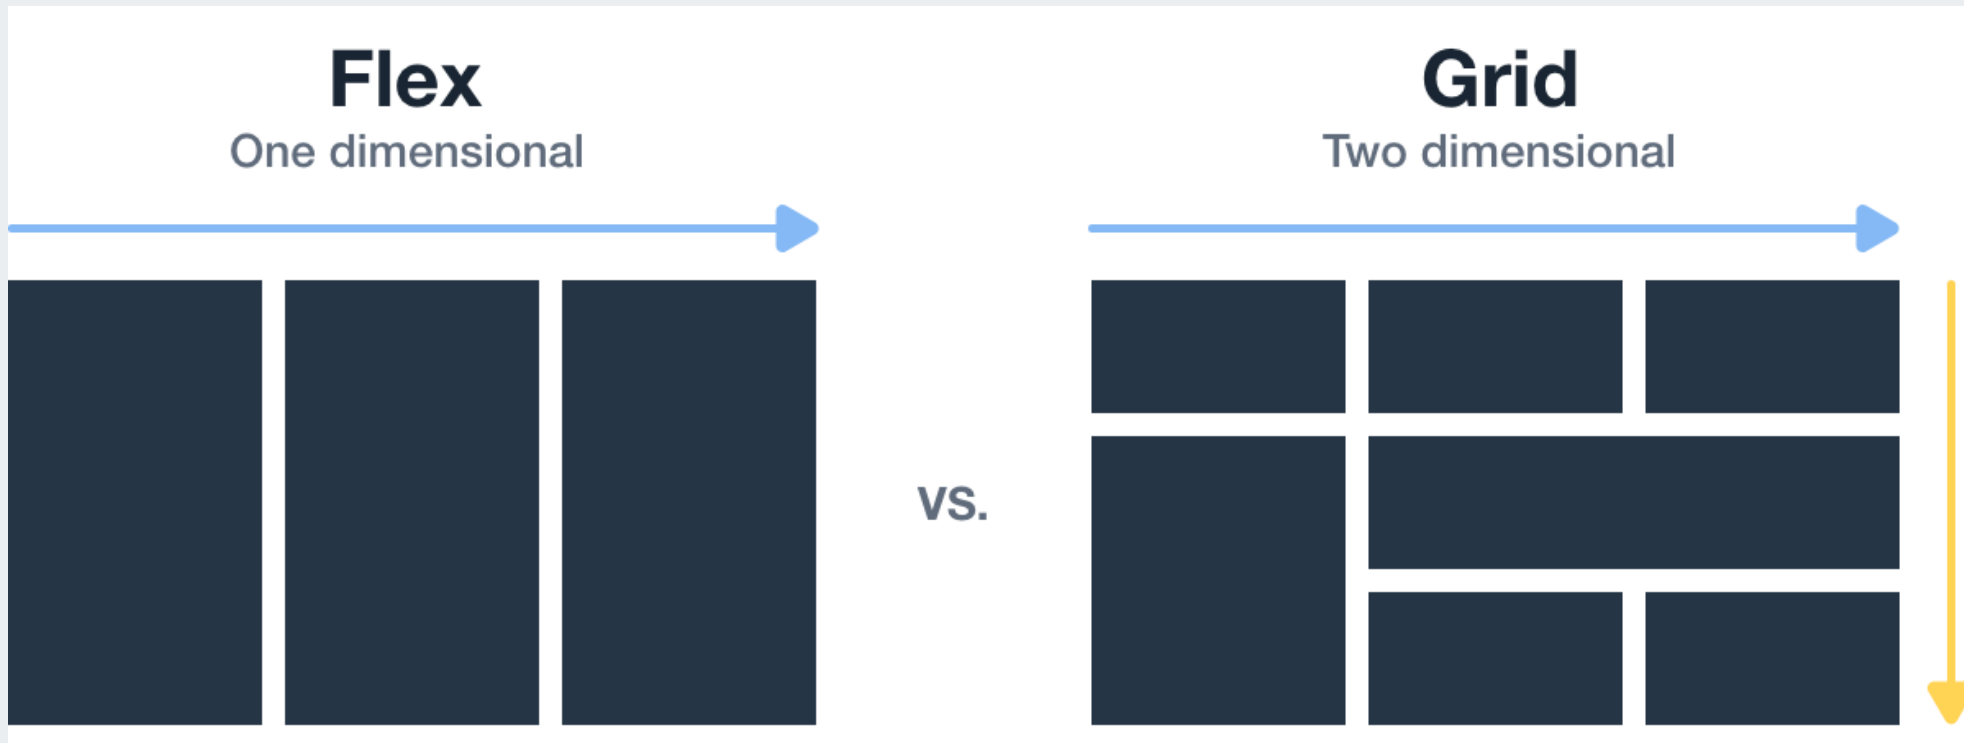 Flex
One dimensional
Grid
Two dimensional
vs.